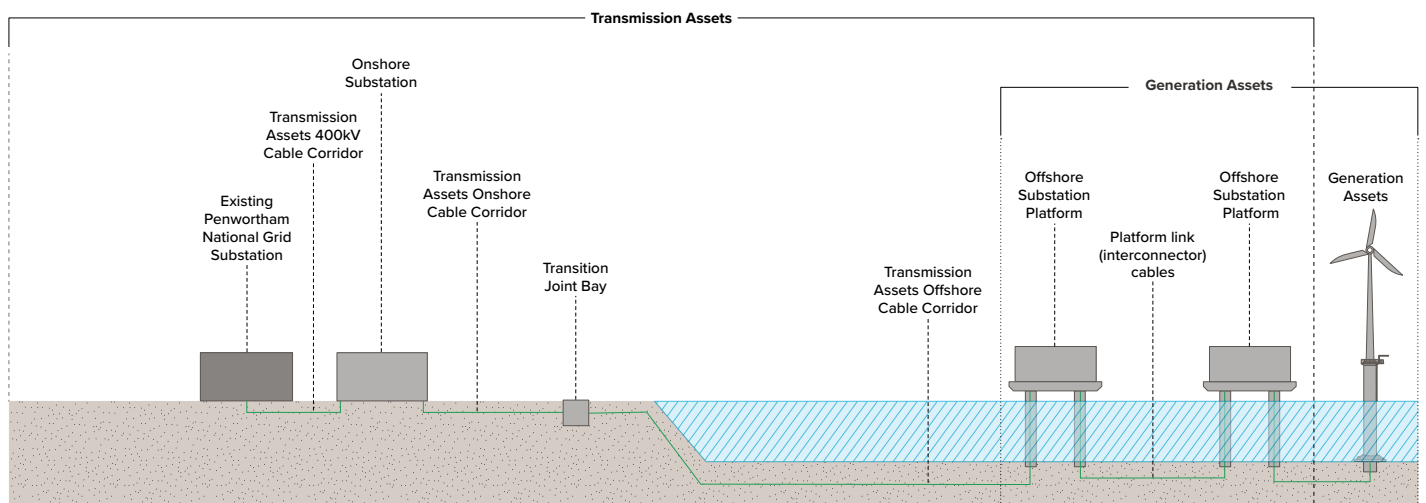 Transmission Assets
Generation Assets
Onshore
Substation
Transmission
Assets 400kV
Cable Corridor
Existing
Penwortham
National Grid
Substation
Transmission
Assets Onshore
Cable Corridor
Transition
Joint Bay
Transmission
Assets Offshore
Cable Corridor
Offshore
Substation
Platform
Platform link
(interconnector)
cables
Offshore
Substation
Platform
Generation
Assets